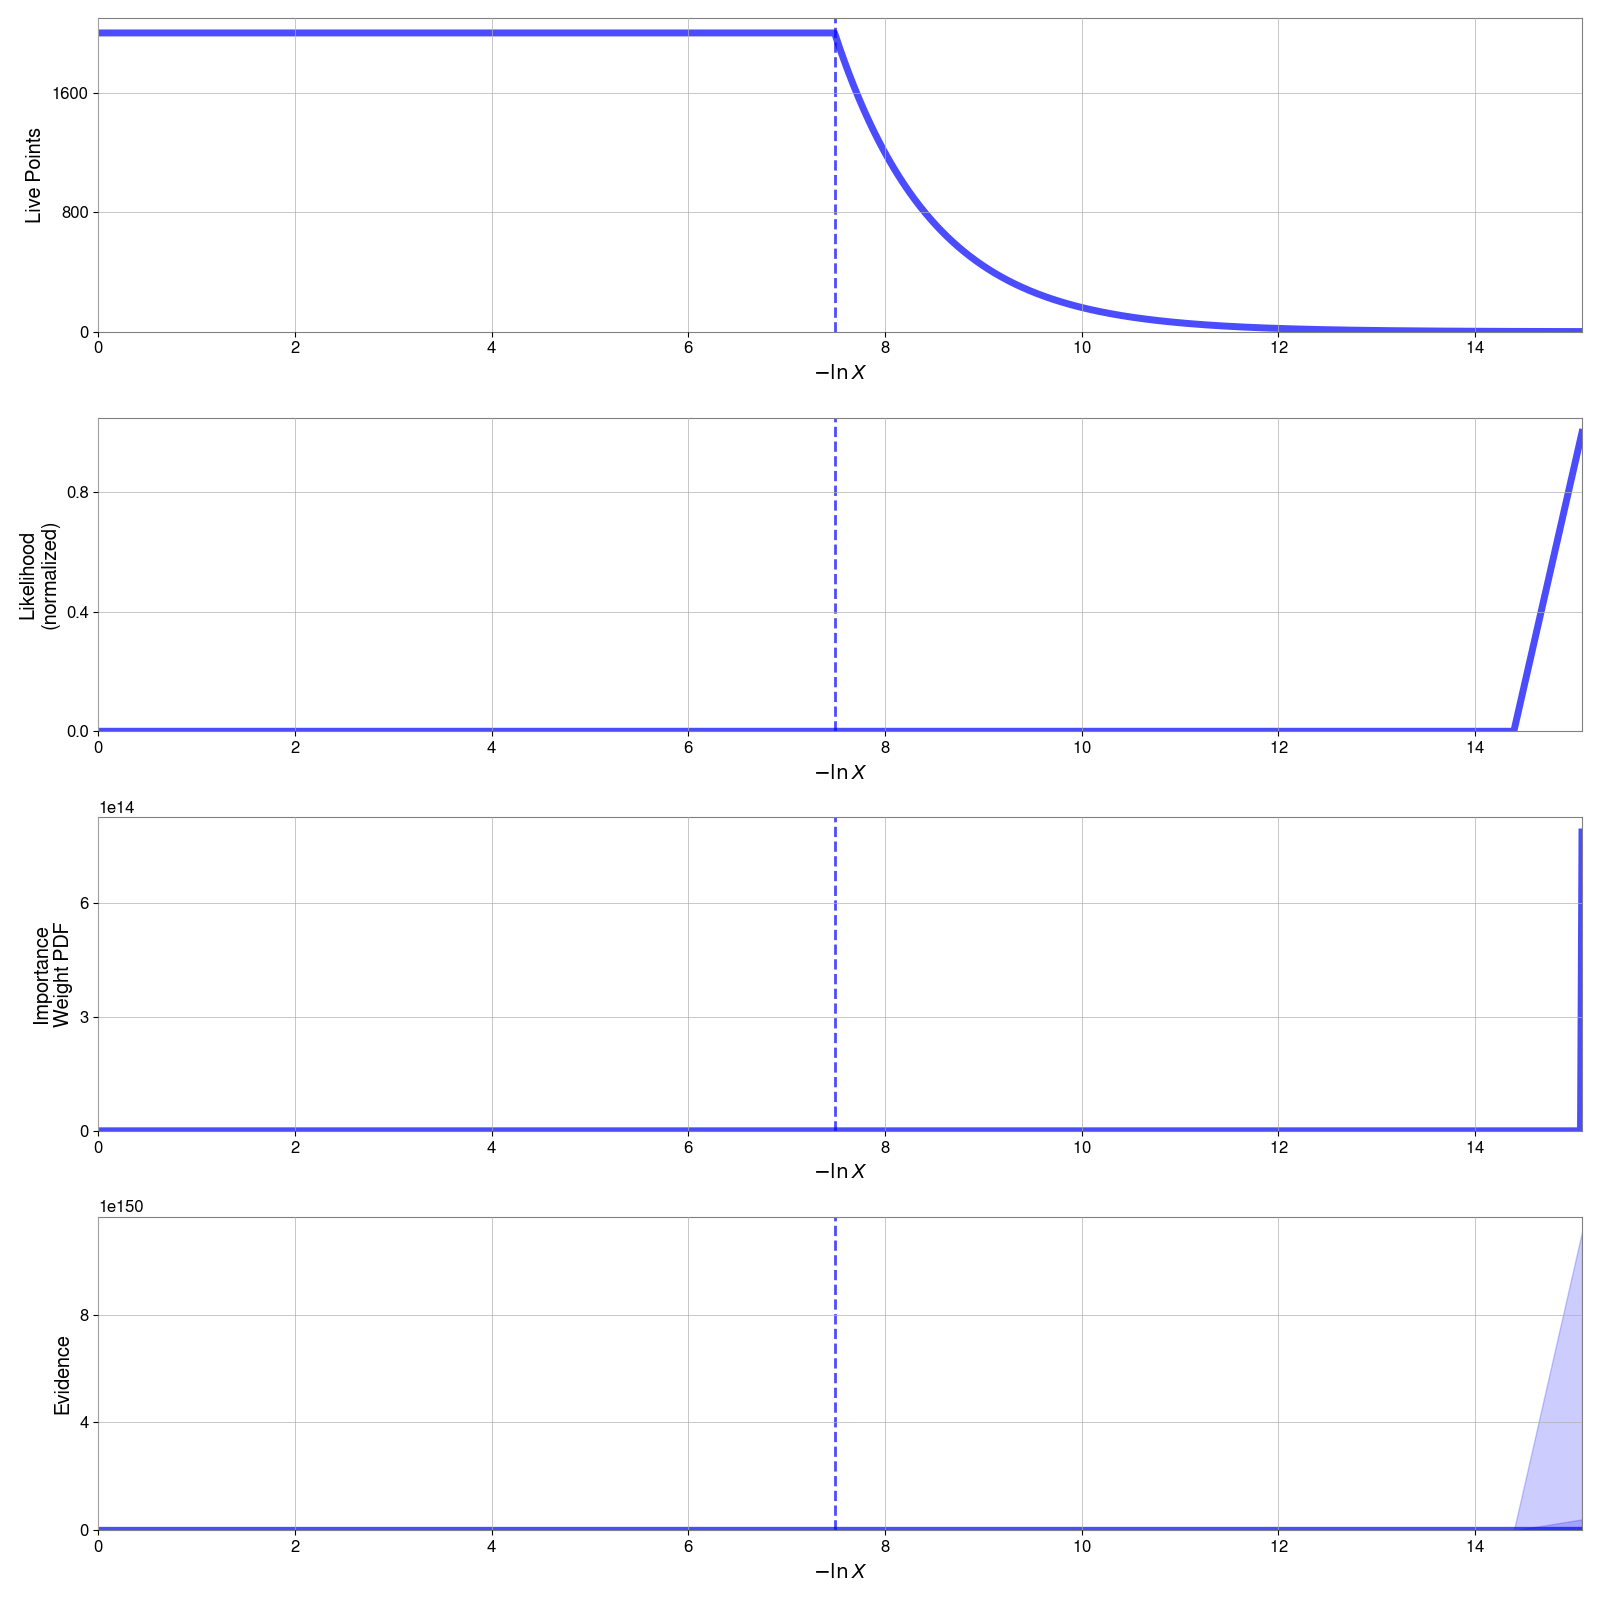 1600
800
0
Live Points
0 2 4 6 8 10 12 14
−ln X
0.8
0.4
0.0
Likelihood
(normalized)
0 2 4 6 8 10 12 14
−ln X
1e14
6
3
0
Importance
Weight PDF
0 2 4 6 8 10 12 14
−ln X
1e150
8
4
0
Evidence
0 2 4 6 8 10 12 14
−ln X